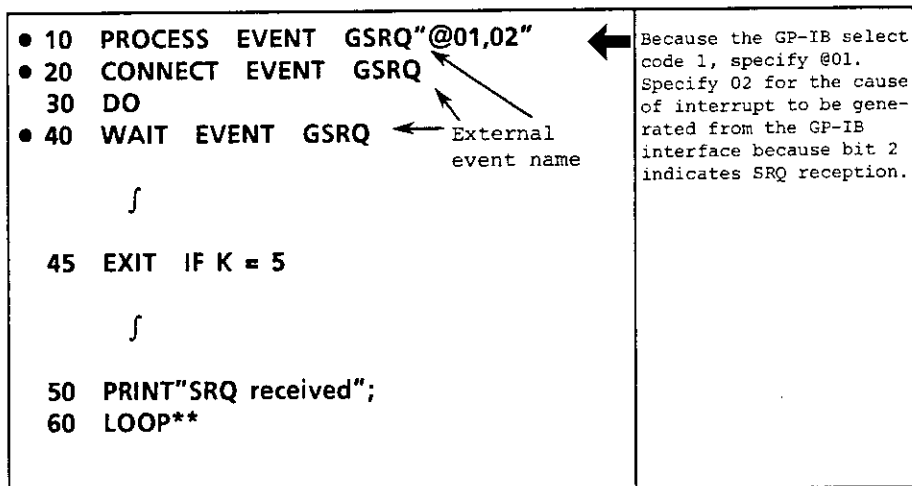 ● 10 PROCESS EVENT GSRQ"@01,02"
● 20 CONNECT EVENT GSRQ
30 DO
● 40 WAIT EVENT GSRQ
External
event name
∫
45 EXIT IF K = 5
∫
50 PRINT"SRQ received";
60 LOOP**
Because the GP-IB select
code 1, specify @01.
Specify 02 for the cause
of interrupt to be gene-
rated from the GP-IB
interface because bit 2
indicates SRQ reception.